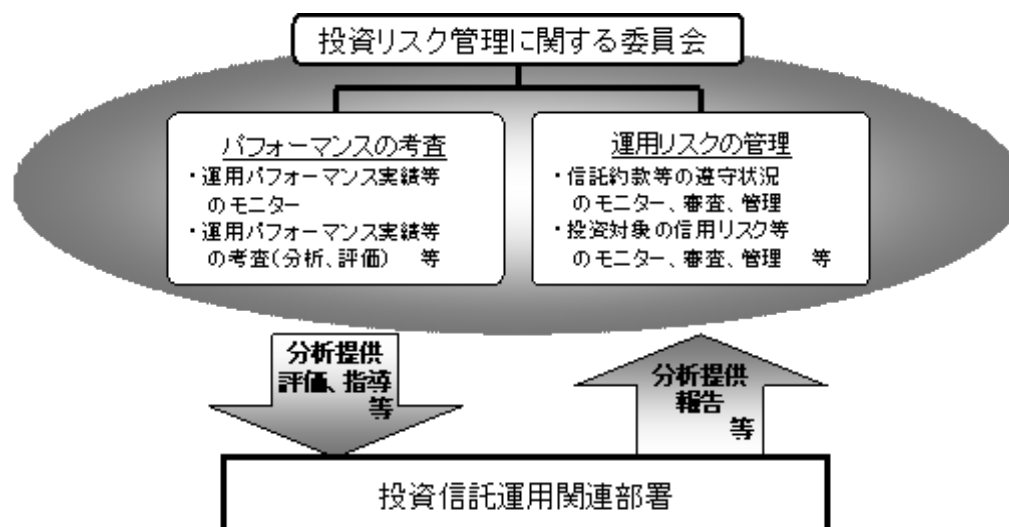 投資リスク管理に関する委員会
パフォーマンスの考査
・運用パフォーマンス実績等
のモニター
・運用パフォーマンス実績等
の考査(分析、評価) 等
運用リスクの管理
・信託約款等の遵守状況
のモニター、審査、管理
・投資対象の信用リスク等
のモニター、審査、管理 等
分析提供
評価、指導
等
分析提供
報告
等
投資信託運用関連部署